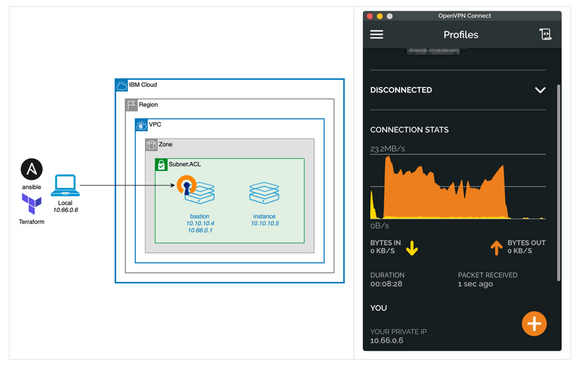 IBM Cloud
Region
VPC
Zone
Subnet:ACL
ansible
Terraform
Local
10.66.0.6
bastion
10.10.10.4
10.66.0.1
instance
10.10.10.5
OpenVPN Connect
Profiles
DISCONNECTED
CONNECTION STATS
23.2MB/s
0B/s
BYTES IN
0 KB/S
BYTES OUT
0 KB/S
DURATION
00:08:28
PACKET RECEIVED
1 sec ago
YOU
YOUR PRIVATE IP
10.66.0.6